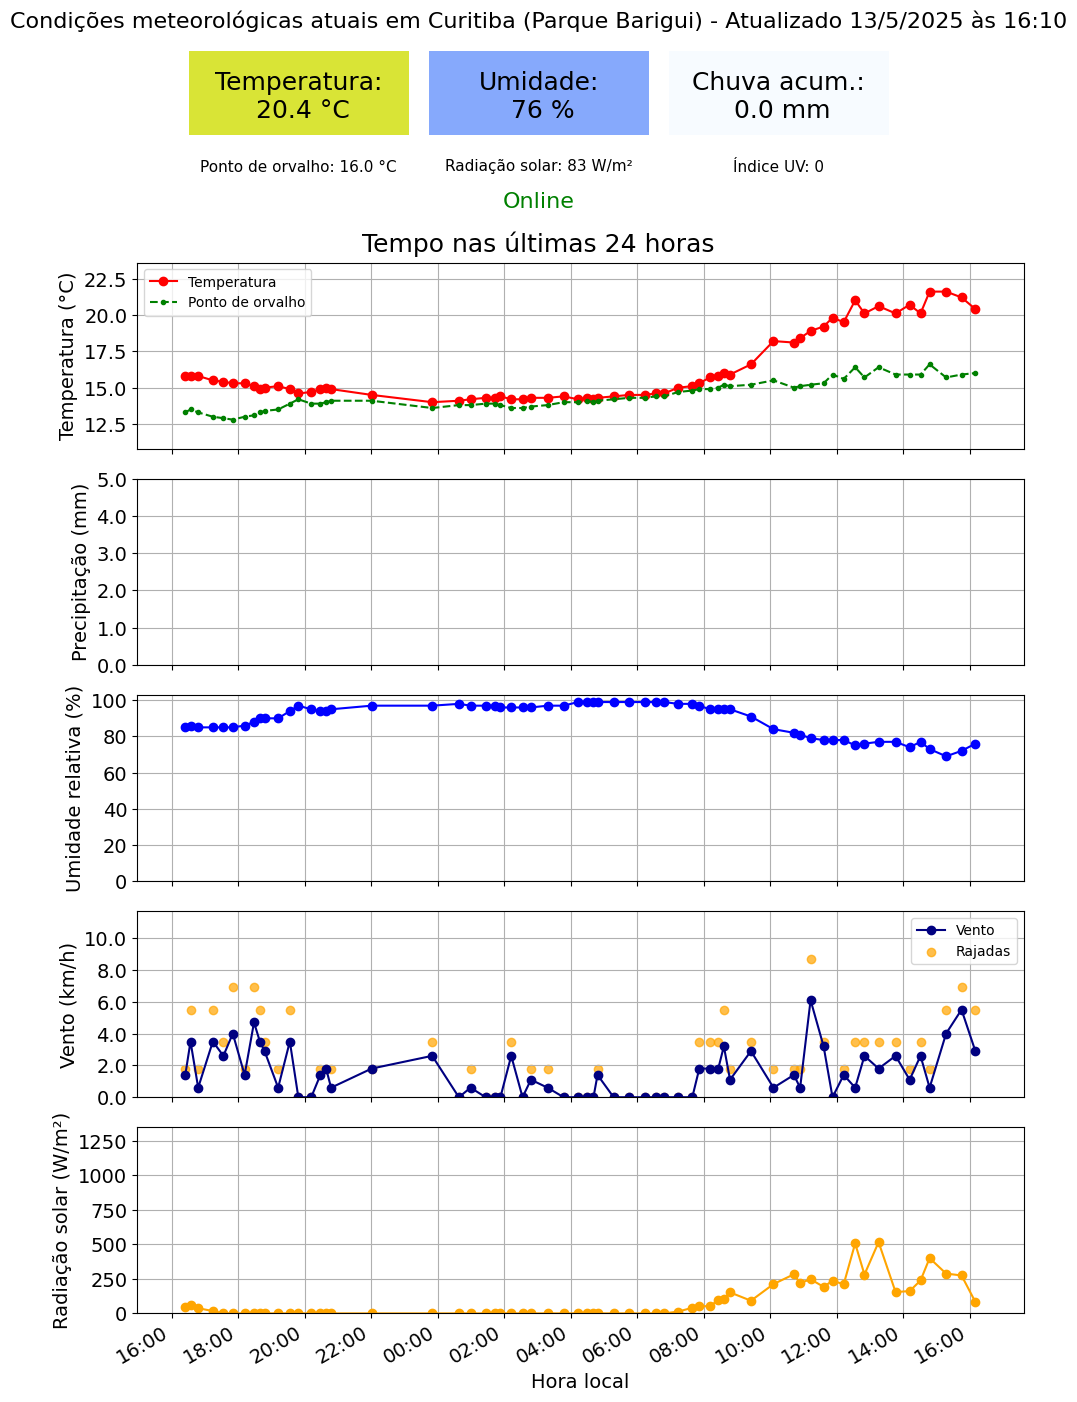 Condições meteorológicas atuais em Curitiba (Parque Barigui) - Atualizado 13/5/2025 às 16:10
Temperatura:
20.4 °C
Umidade:
76 %
Chuva acum.:
0.0 mm
Ponto de orvalho: 16.0 °C
Radiação solar: 83 W/m²
Índice UV: 0
Online
Tempo nas últimas 24 horas
Temperatura (°C)
22.5
20.0
17.5
15.0
12.5
Temperatura
Ponto de orvalho
Precipitação (mm)
5.0
4.0
3.0
2.0
1.0
0.0
Umidade relativa (%)
100
80
60
40
20
0
Vento (km/h)
10.0
8.0
6.0
4.0
2.0
0.0
Vento
Rajadas
Radiação solar (W/m²)
1250
1000
750
500
250
0
16:00
18:00
20:00
22:00
00:00
02:00
04:00
06:00
08:00
10:00
12:00
14:00
16:00
Hora local